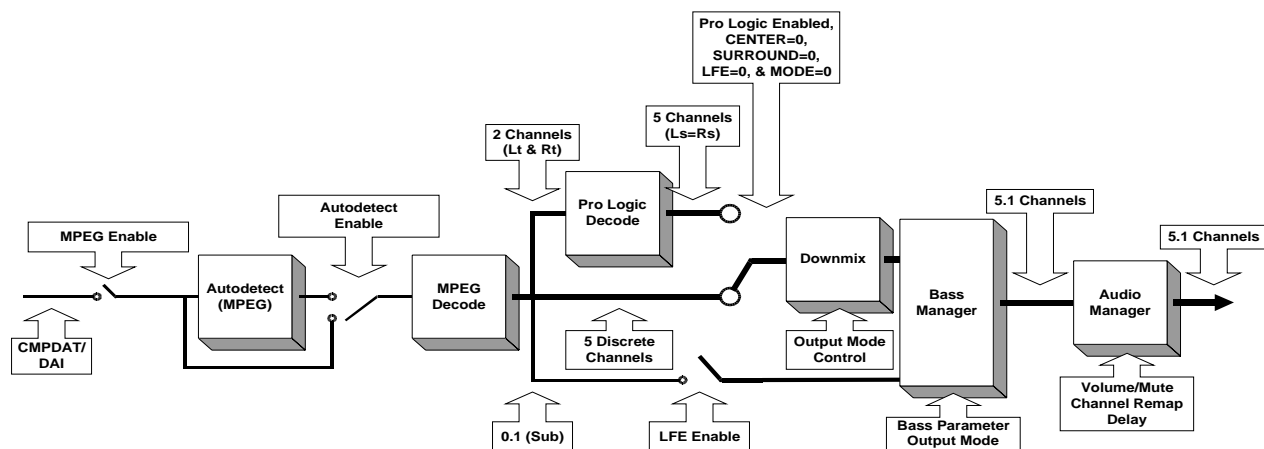 Pro Logic Enabled,
CENTER=0,
SURROUND=0,
LFE=0, & MODE=0
2 Channels
(Lt & Rt)
5 Channels
(Ls=Rs)
Pro Logic
Decode
Autodetect
Enable
MPEG Enable
5.1 Channels
5.1 Channels
Downmix
Autodetect
(MPEG)
MPEG
Decode
Bass
Manager
Audio
Manager
CMPDAT/
DAI
5 Discrete
Channels
Output Mode
Control
Volume/Mute
Channel Remap
Delay
0.1 (Sub)
LFE Enable
Bass Parameter
Output Mode